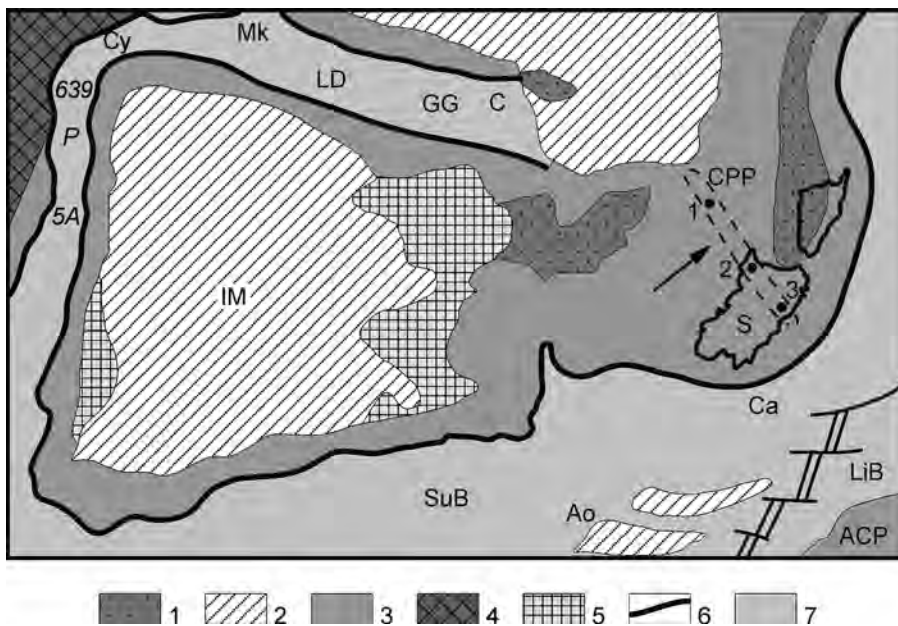 Cy Mk
639 LD GG C
P CPP
5A 1
2
IM 3
S
Ca
SuB LiB
Ao ACP
1 2 3 4 5 6 7